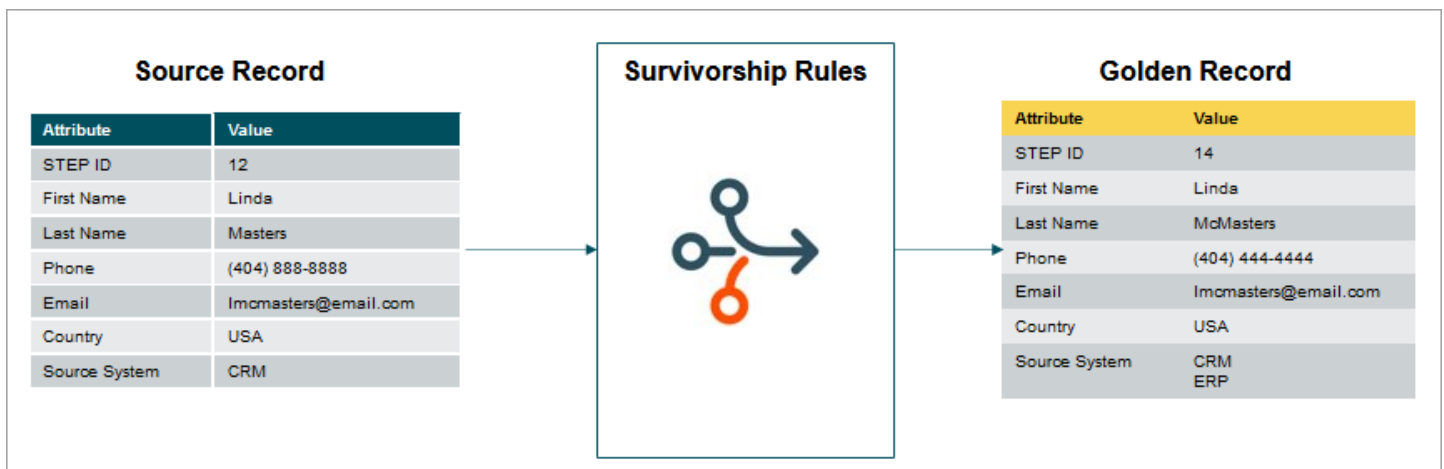 Source Record
Attribute Value
STEP ID 12
First Name Linda
Last Name Masters
Phone (404) 888-8888
Email lmcmasters@email.com
Country USA
Source System CRM
Survivorship Rules
Golden Record
Attribute Value
STEP ID 14
First Name Linda
Last Name McMasters
Phone (404) 444-4444
Email lmcmasters@email.com
Country USA
Source System CRM
ERP